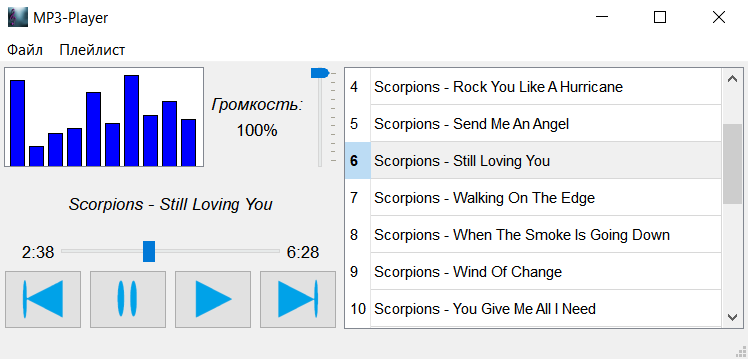 MP3-Player
Файл Плейлист
Громкость:
100%
Scorpions - Still Loving You
2:38 6:28
4 Scorpions - Rock You Like A Hurricane
5 Scorpions - Send Me An Angel
6 Scorpions - Still Loving You
7 Scorpions - Walking On The Edge
8 Scorpions - When The Smoke Is Going Down
9 Scorpions - Wind Of Change
10 Scorpions - You Give Me All I Need